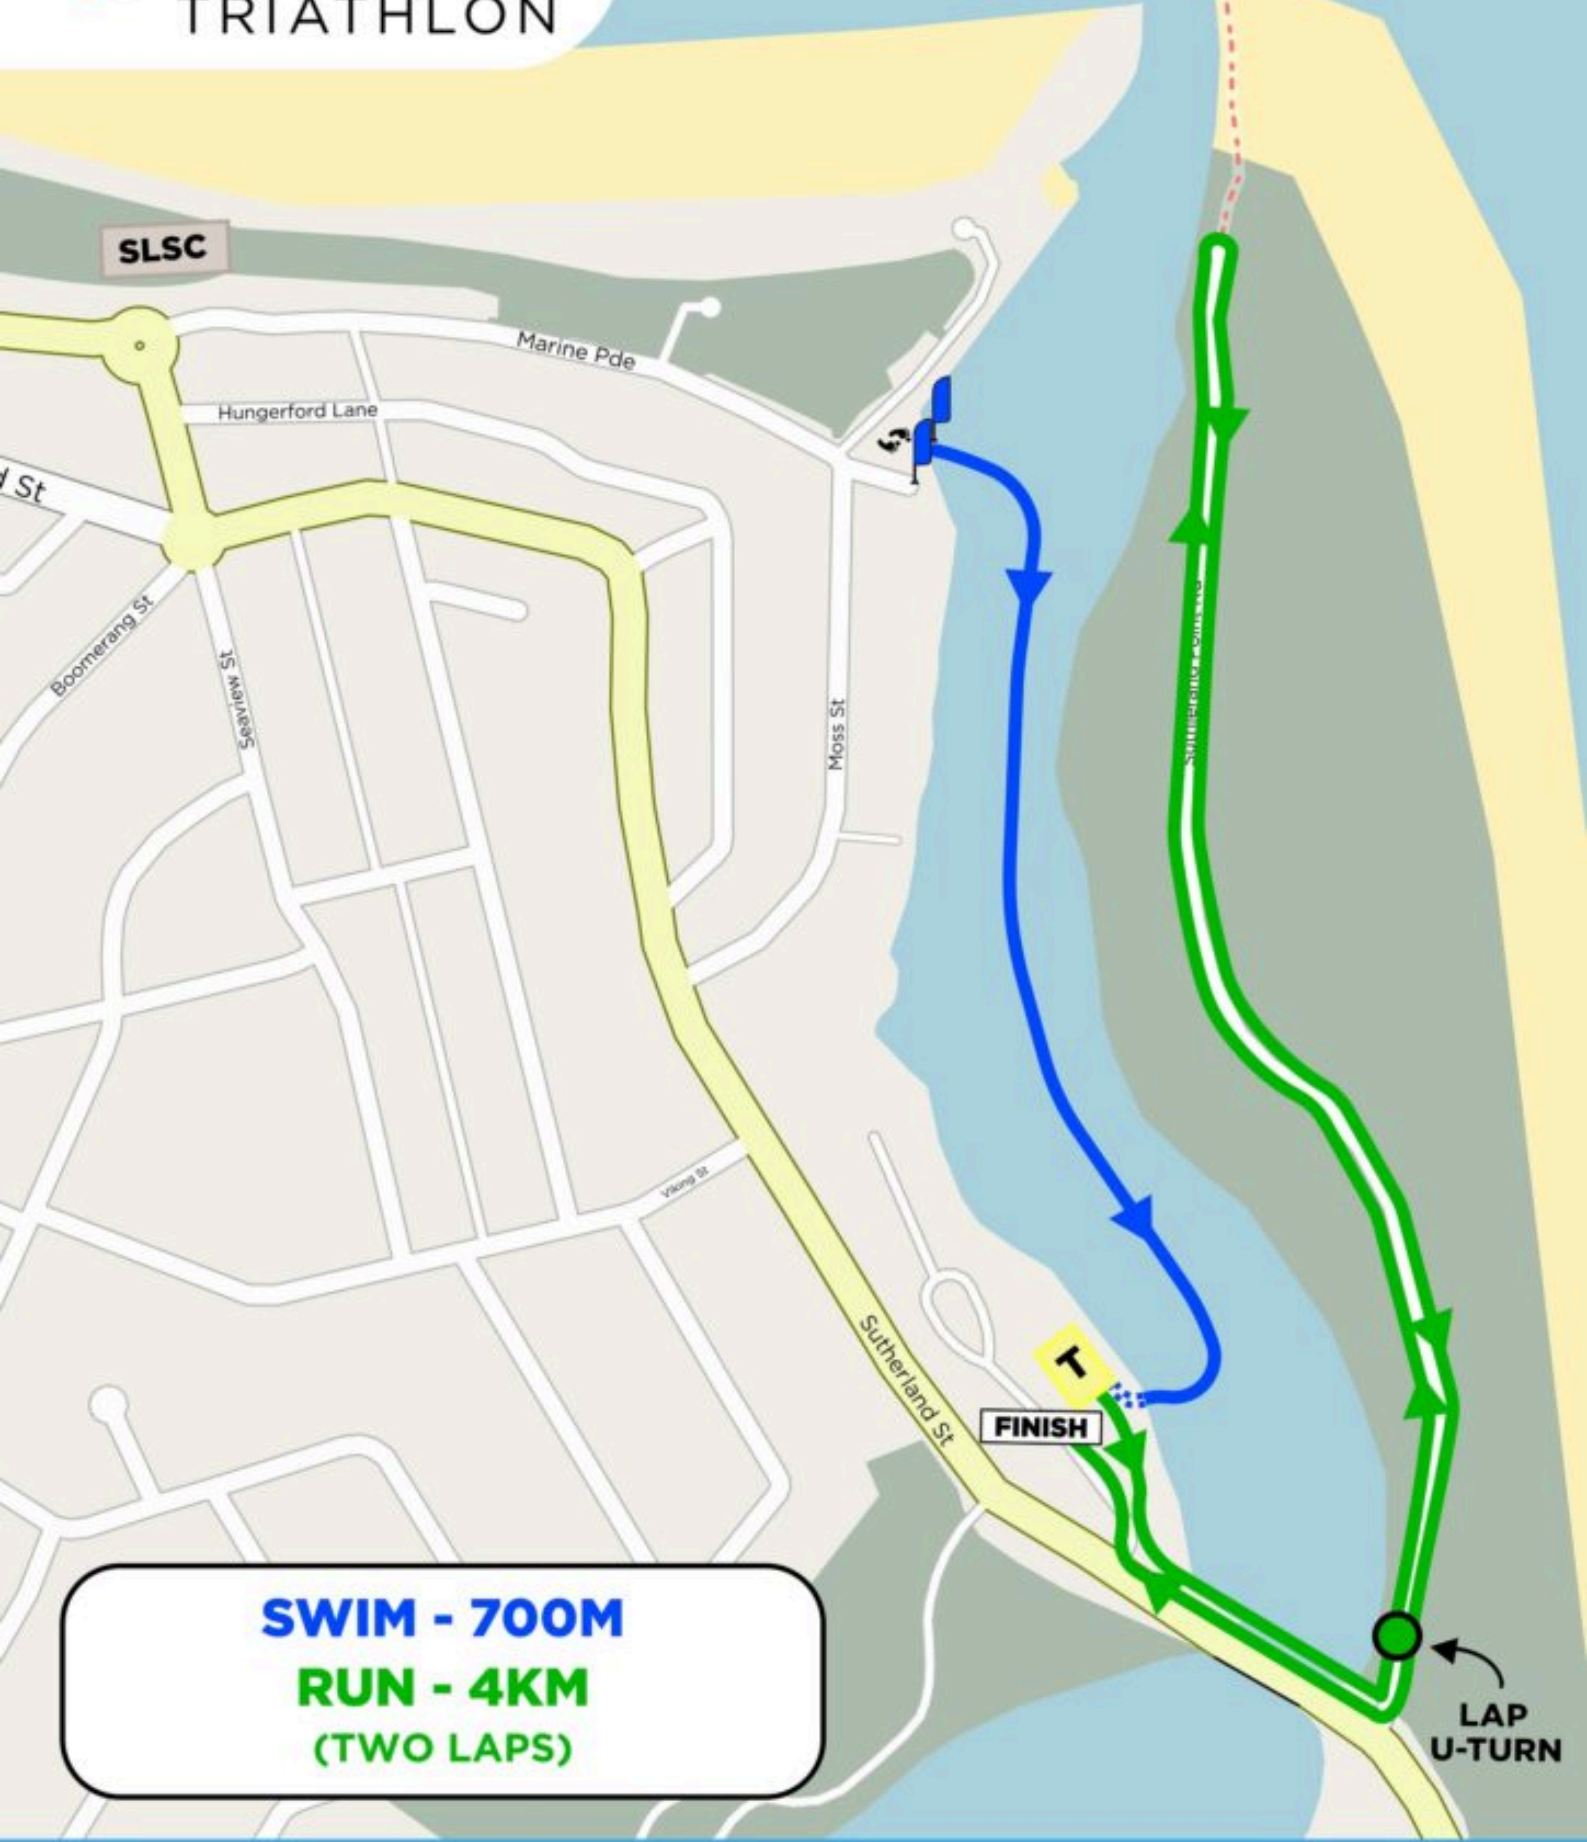 TRIATHLON
SLSC
Marine Pde
Hungerford Lane
d St
Boomerang St
Seaview St
Moss St
Viking St
Sutherland St
T
FINISH
SWIM - 700M
RUN - 4KM
(TWO LAPS)
LAP
U-TURN